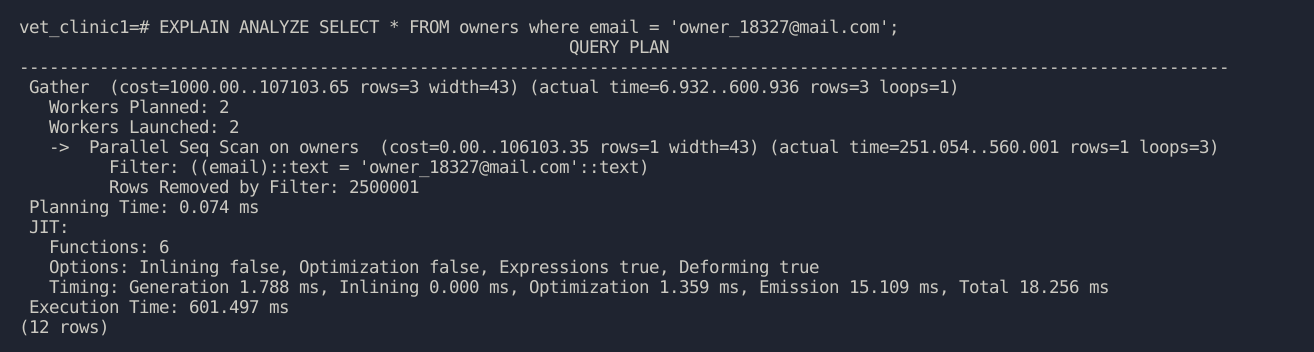 vet_clinic1=# EXPLAIN ANALYZE SELECT * FROM owners where email = 'owner_18327@mail.com';
QUERY PLAN
-------------------------------------------------------------------------------------------------------------------------
Gather  (cost=1000.00..107103.65 rows=3 width=43) (actual time=6.932..600.936 rows=3 loops=1)
Workers Planned: 2
Workers Launched: 2
->  Parallel Seq Scan on owners  (cost=0.00..106103.35 rows=1 width=43) (actual time=251.054..560.001 rows=1 loops=3)
Filter: ((email)::text = 'owner_18327@mail.com'::text)
Rows Removed by Filter: 2500001
Planning Time: 0.074 ms
JIT:
Functions: 6
Options: Inlining false, Optimization false, Expressions true, Deforming true
Timing: Generation 1.788 ms, Inlining 0.000 ms, Optimization 1.359 ms, Emission 15.109 ms, Total 18.256 ms
Execution Time: 601.497 ms
(12 rows)